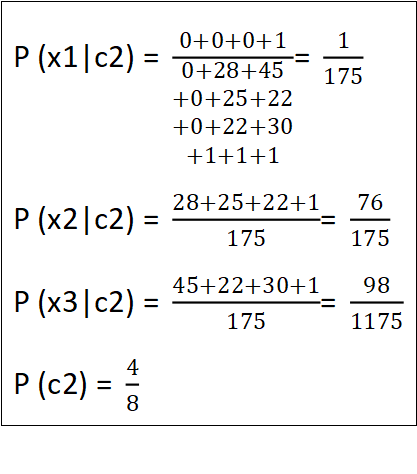 P (x1|c2) = 0+0+0+1/0+28+45 = 1/175
+0+25+22
+0+22+30
+1+1+1
P (x2|c2) = 28+25+22+1/175 = 76/175
P (x3|c2) = 45+22+30+1/175 = 98/1175
P (c2) = 4/8